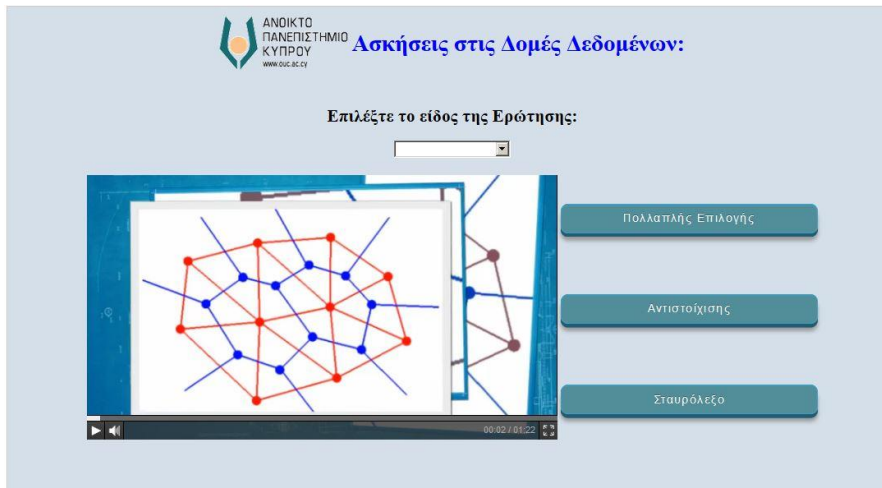 ΑΝΟΙΚΤΟ
ΠΑΝΕΠΙΣΤΗΜΙΟ
ΚΥΠΡΟΥ
www.ouc.ac.cy
Ασκήσεις στις Δομές Δεδομένων:
Επιλέξτε το είδος της Ερώτησης:
Πολλαπλής Επιλογής
Αντιστοίχισης
Σταυρόλεξο
00:02 / 01:22